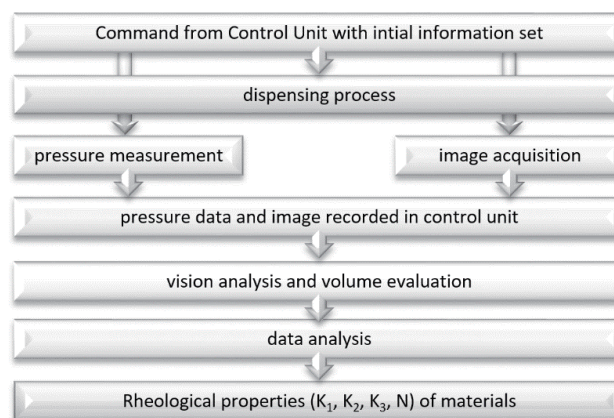 Command from Control Unit with intial information set
dispensing process
pressure measurement
image acquisition
pressure data and image recorded in control unit
vision analysis and volume evaluation
data analysis
Rheological properties (K₁, K₂, K₃, N) of materials